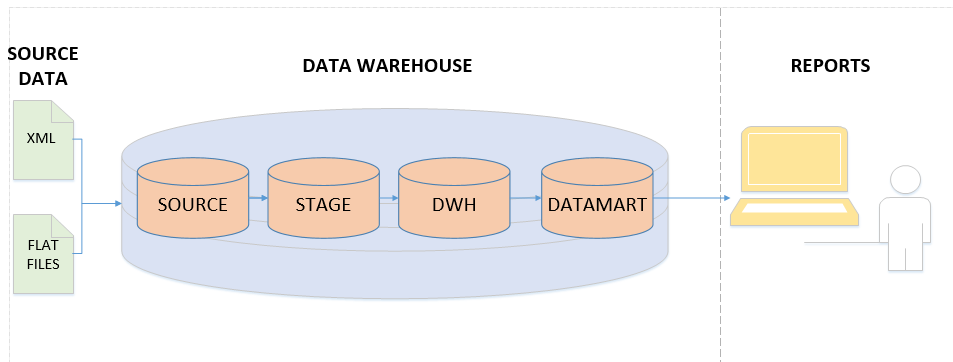 SOURCE
DATA
DATA WAREHOUSE
REPORTS
XML
SOURCE
STAGE
DWH
DATAMART
FLAT
FILES